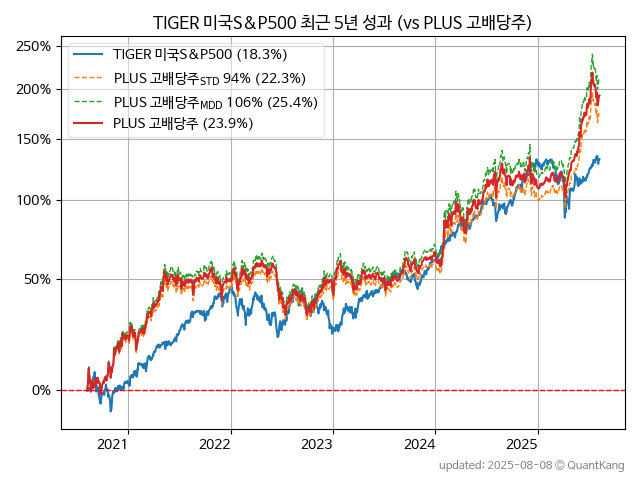 TIGER 미국S&P500 최근 5년 성과 (vs PLUS 고배당주)
250%
200%
150%
100%
50%
0%
TIGER 미국S&P500 (18.3%)
PLUS 고배당주STD 94% (22.3%)
PLUS 고배당주MDD 106% (25.4%)
PLUS 고배당주 (23.9%)
2021 2022 2023 2024 2025
updated: 2025-08-08 © QuantKang